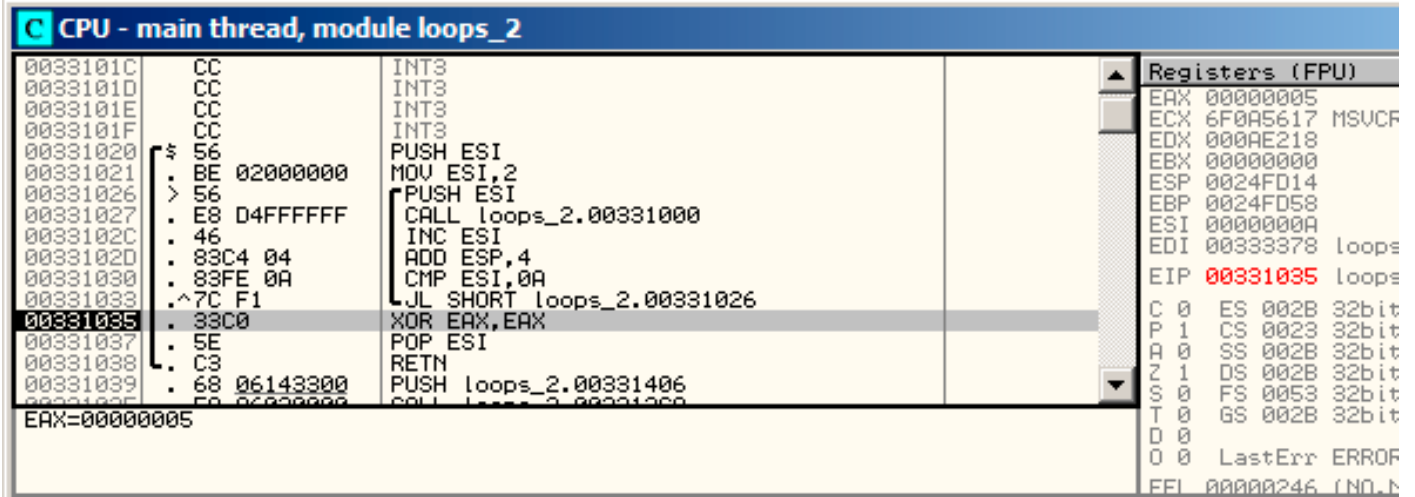 C CPU - main thread, module loops_2
0033101C CC INT3
0033101D CC INT3
0033101E CC INT3
0033101F CC INT3
00331020 $ 56 PUSH ESI
00331021 . BE 02000000 MOV ESI,2
00331026 > 56 PUSH ESI
00331027 . E8 D4FFFFFF CALL loops_2.00331000
0033102C . 46 INC ESI
0033102D . 83C4 04 ADD ESP,4
00331030 . 83FE 0A CMP ESI,0A
00331033 .^7C F1 JL SHORT loops_2.00331026
00331035 . 33C0 XOR EAX,EAX
00331037 . 5E POP ESI
00331038 . C3 RETN
00331039 . 68 06143300 PUSH loops_2.00331406
EAX=00000005
Registers (FPU)
EAX 00000005
ECX 6F0A5617 MSVCR
EDX 000AE218
EBX 00000000
ESP 0024FD14
EBP 0024FD58
ESI 0000000A
EDI 00333378 loops
EIP 00331035 loops
C 0 ES 002B 32bit
P 1 CS 0023 32bit
A 0 SS 002B 32bit
Z 1 DS 002B 32bit
S 0 FS 0053 32bit
T 0 GS 002B 32bit
D 0
O 0 LastErr ERROR
EFL 00000246